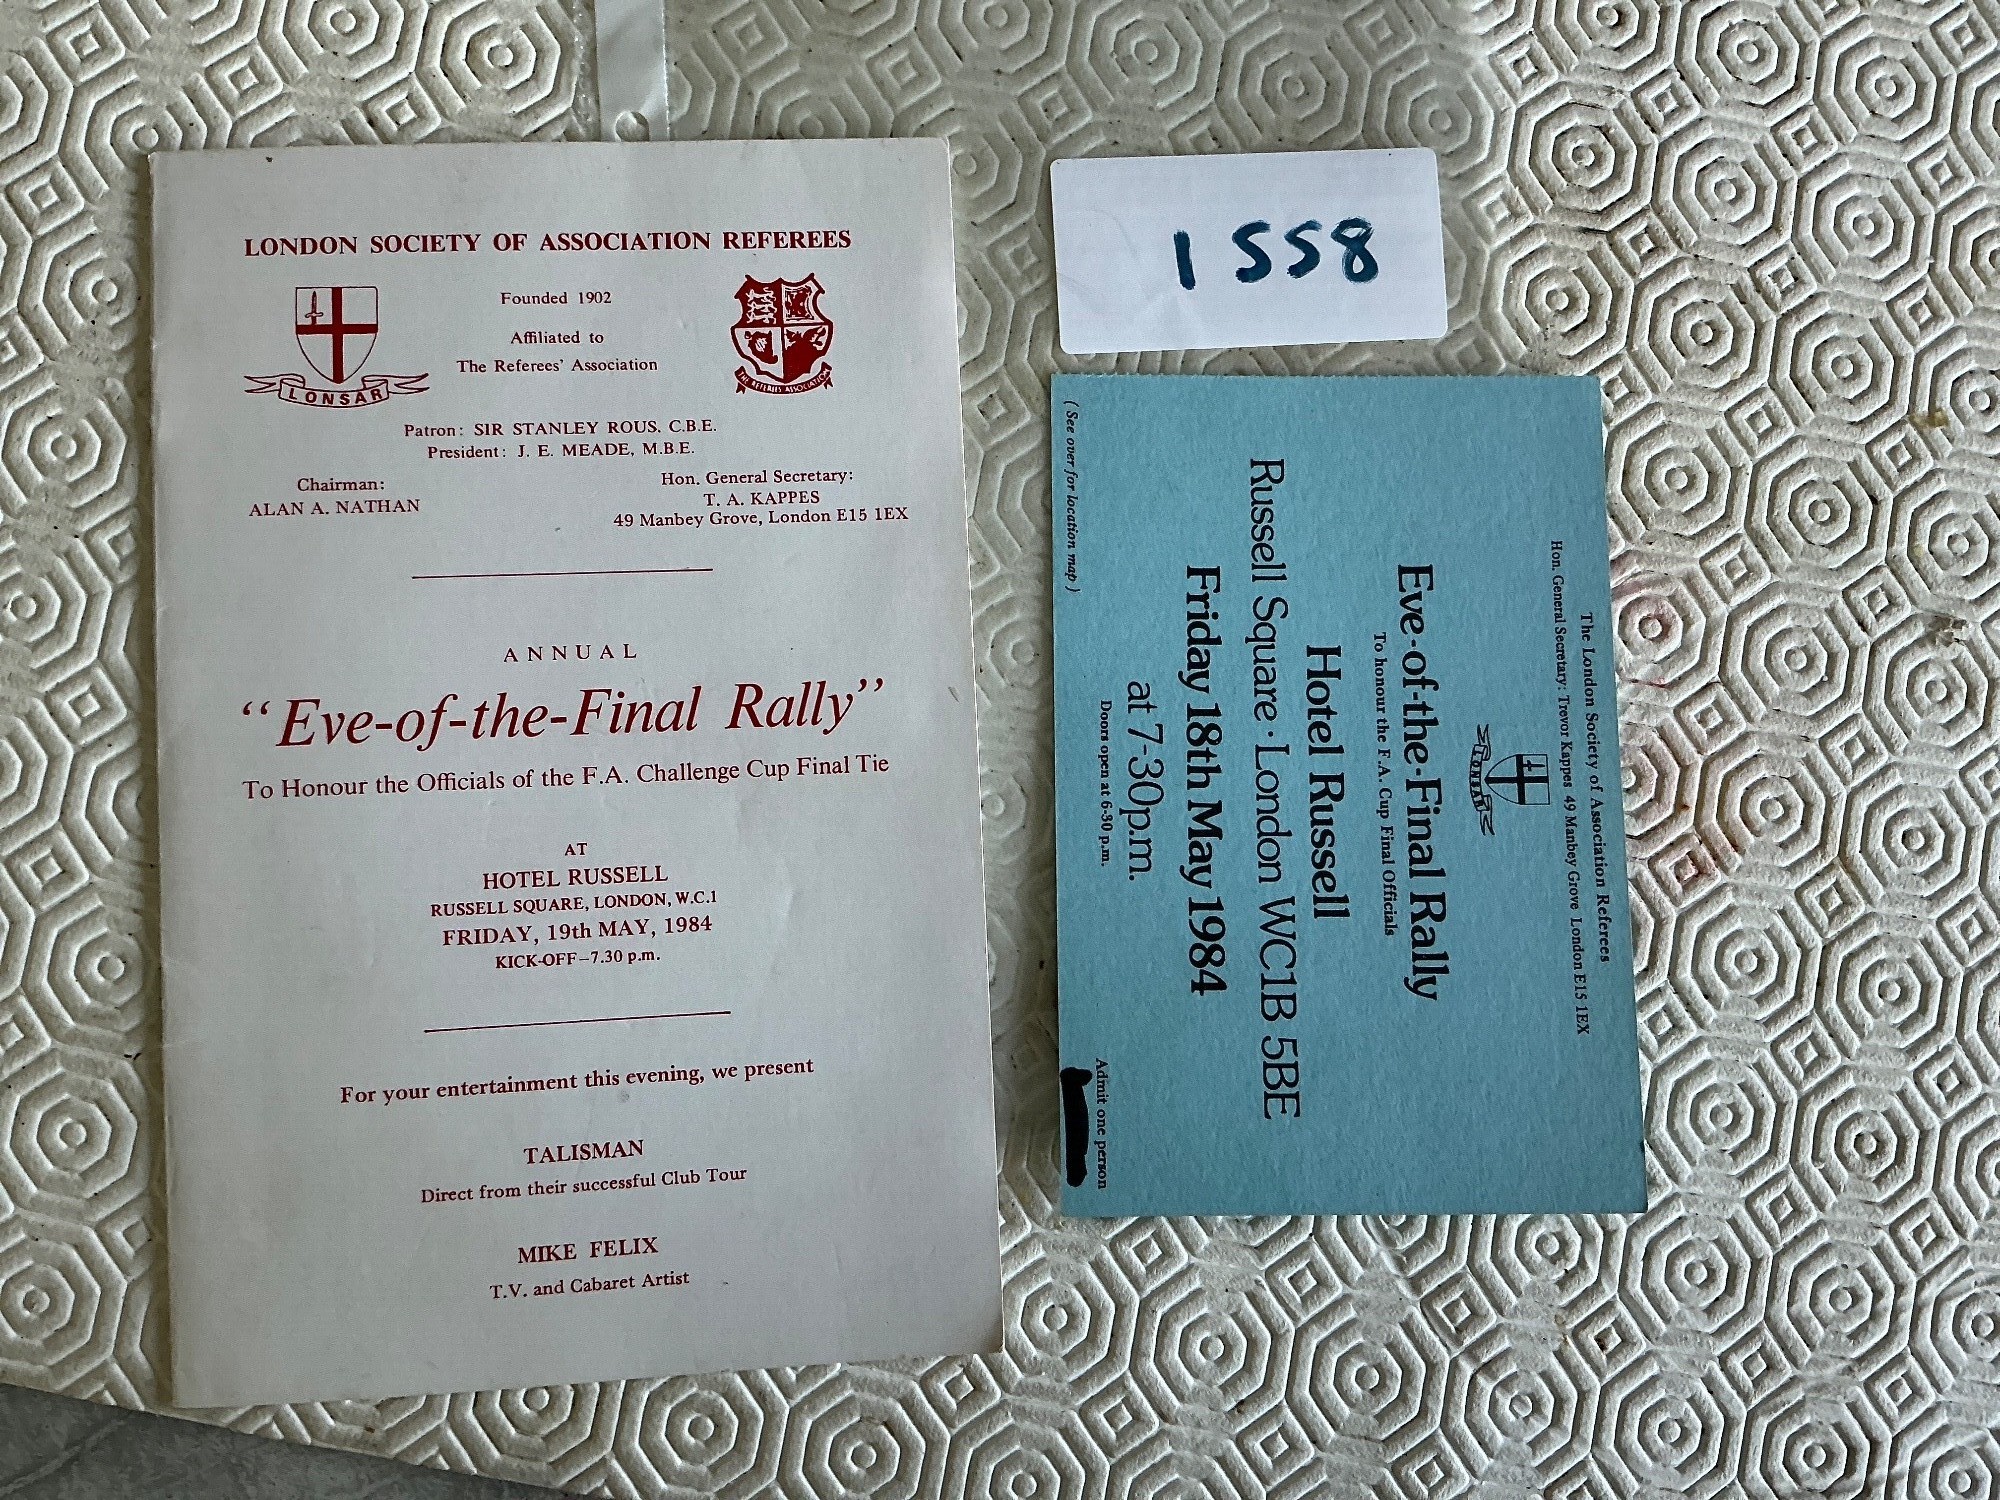 LONDON SOCIETY OF ASSOCIATION REFEREES
Founded 1902
Affiliated to
The Referees' Association
LONSAR
THE REFEREES ASSOCIATION
Patron: SIR STANLEY ROUS. C.B.E.
President: J. E. MEADE, M.B.E.
Chairman:
ALAN A. NATHAN
Hon. General Secretary:
T. A. KAPPES
49 Manbey Grove, London E15 1EX
ANNUAL
"Eve-of-the-Final Rally"
To Honour the Officials of the F.A. Challenge Cup Final Tie
AT
HOTEL RUSSELL
RUSSELL SQUARE, LONDON, W.C.1
FRIDAY, 19th MAY, 1984
KICK-OFF–7.30 p.m.
For your entertainment this evening, we present
TALISMAN
Direct from their successful Club Tour
MIKE FELIX
T.V. and Cabaret Artist
1558
The London Society of Association Referees
Hon. General Secretary: Trevor Kappes 49 Manbey Grove London E15 1EX
LONSAR
Eve-of-the-Final Rally
To honour the F.A. Cup Final Officials
Hotel Russell
Russell Square · London WC1B 5BE
Friday 18th May 1984
at 7-30p.m.
Doors open at 6-30 p.m.
Admit one person
(See over for location map)